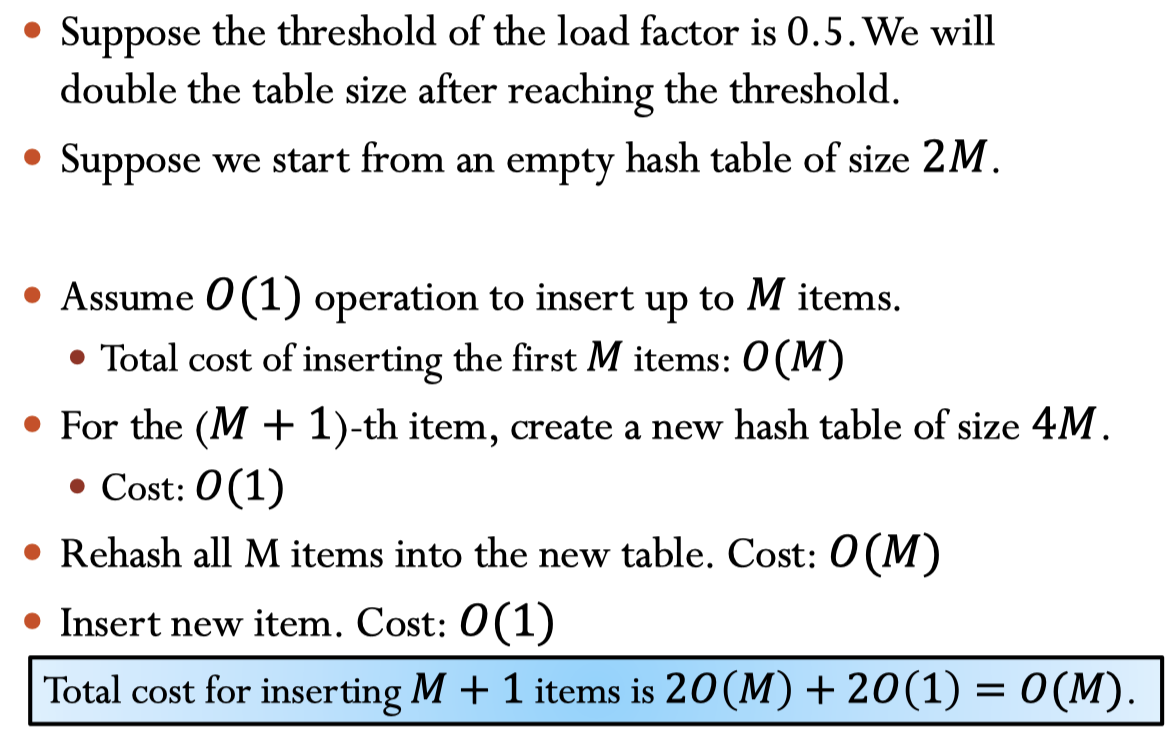 • Suppose the threshold of the load factor is 0.5. We will
double the table size after reaching the threshold.
• Suppose we start from an empty hash table of size 2M.
• Assume O(1) operation to insert up to M items.
• Total cost of inserting the first M items: O(M)
• For the (M + 1)-th item, create a new hash table of size 4M.
• Cost: O(1)
• Rehash all M items into the new table. Cost: O(M)
• Insert new item. Cost: O(1)
Total cost for inserting M + 1 items is 2O(M) + 2O(1) = O(M).